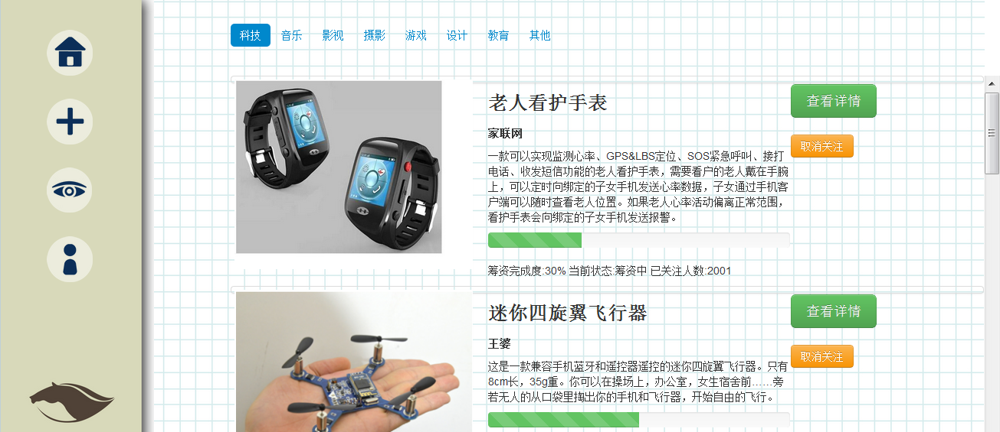 科技 音乐 影视 摄影 游戏 设计 教育 其他
老人看护手表
查看详情
家联网
取消关注
一款可以实现监测心率、GPS&LBS定位、SOS紧急呼叫、接打
电话、收发短信功能的老人看护手表，需要看户的老人戴在手腕
上，可以定时向绑定的子女手机发送心率数据，子女通过手机客
户端可以随时查看老人位置。如果老人心率活动偏离正常范围，
看护手表会向绑定的子女手机发送报警。
筹资完成度:30% 当前状态:筹资中 已关注人数:2001
迷你四旋翼飞行器
查看详情
王婆
取消关注
这是一款兼容手机蓝牙和遥控器遥控的迷你四旋翼飞行器。只有
8cm长，35g重。你可以在操场上，办公室，女生宿舍前……旁
若无人的从口袋里掏出你的手机和飞行器，开始自由的飞行。